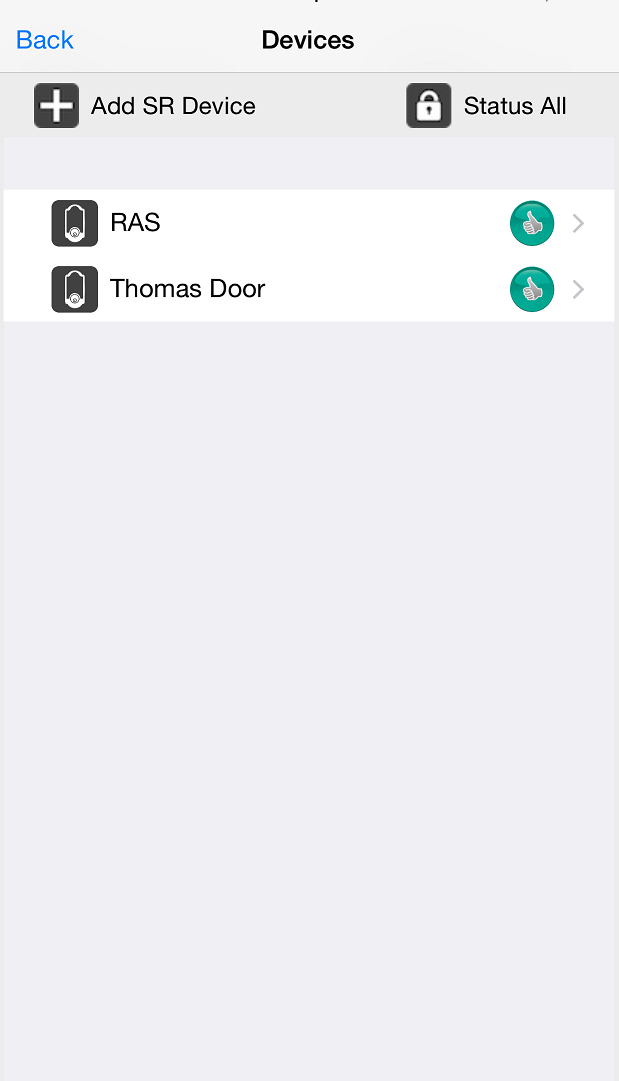 Back Devices
Add SR Device Status All
RAS
Thomas Door